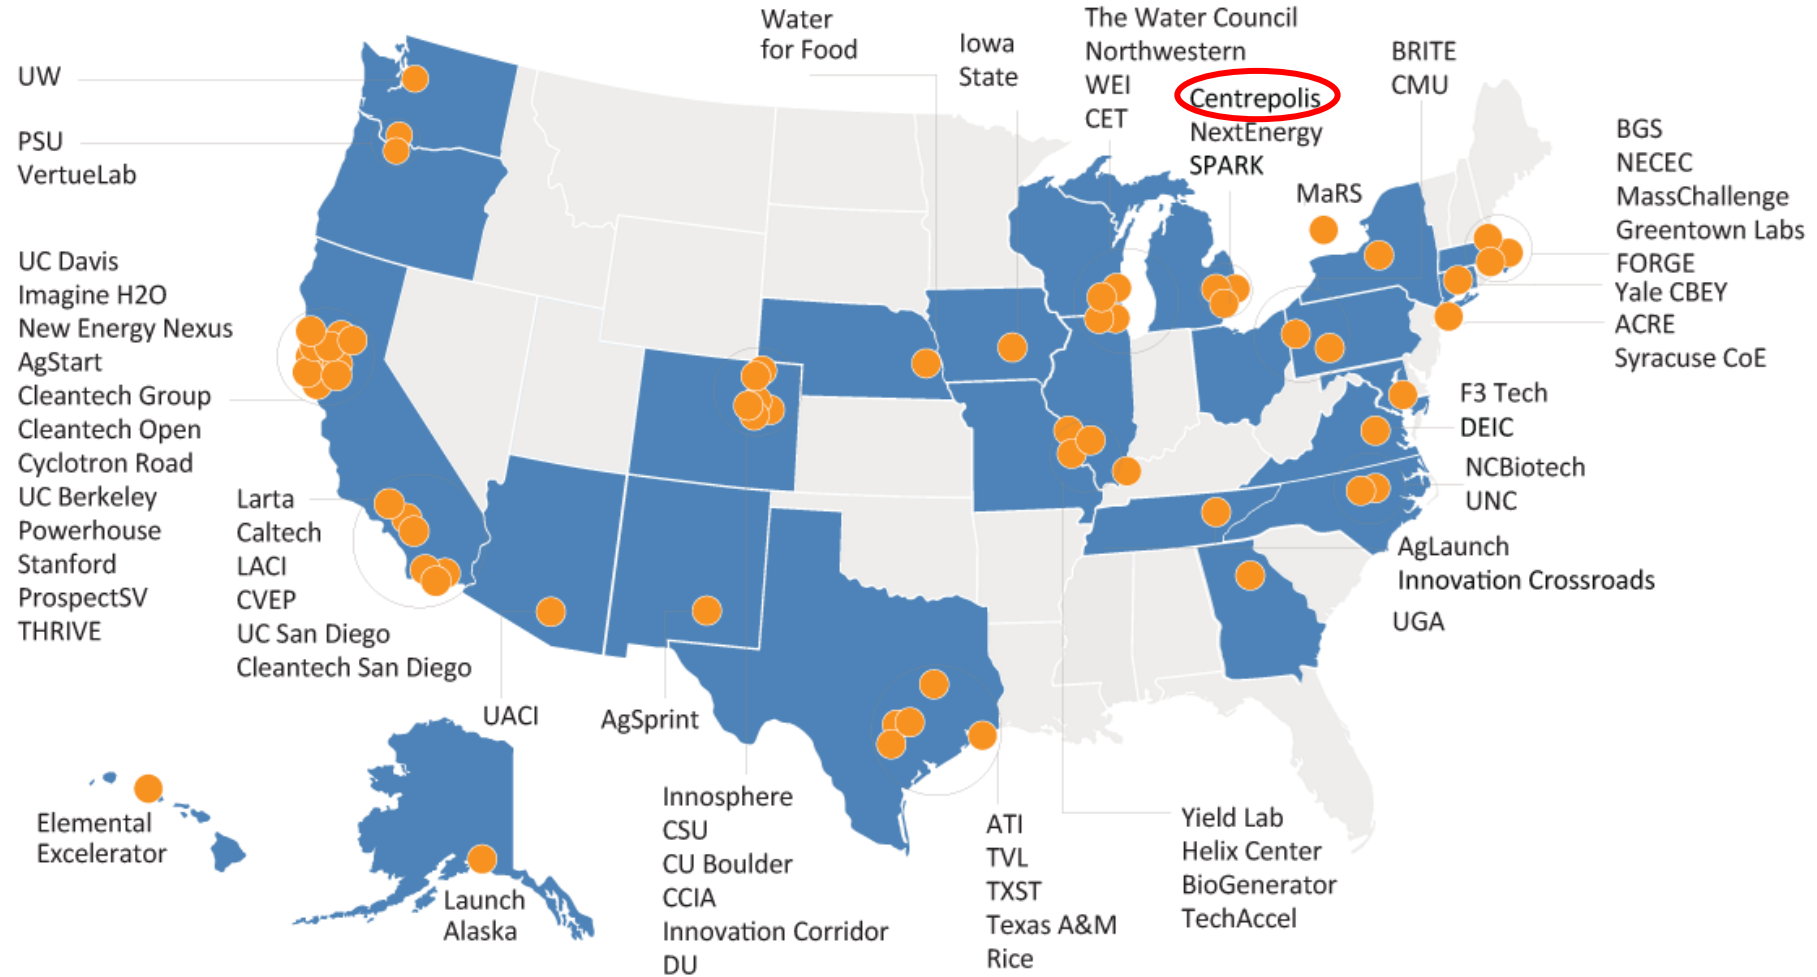 Water
for Food
Iowa
State
The Water Council
Northwestern
WEI
CET
Centrepolis
NextEnergy
SPARK
BRITE
CMU
MaRS
UW
PSU
VertueLab
UC Davis
Imagine H2O
New Energy Nexus
AgStart
Cleantech Group
Cleantech Open
Cyclotron Road
UC Berkeley
Powerhouse
Stanford
ProspectSV
THRIVE
Larta
Caltech
LACI
CVEP
UC San Diego
Cleantech San Diego
UACI
AgSprint
BGS
NECEC
MassChallenge
Greentown Labs
FORGE
Yale CBEY
ACRE
Syracuse CoE
F3 Tech
DEIC
NCBiotech
UNC
AgLaunch
Innovation Crossroads
UGA
Elemental
Excelerator
Launch
Alaska
Innosphere
CSU
CU Boulder
CCIA
Innovation Corridor
DU
ATI
TVL
TXST
Texas A&M
Rice
Yield Lab
Helix Center
BioGenerator
TechAccel